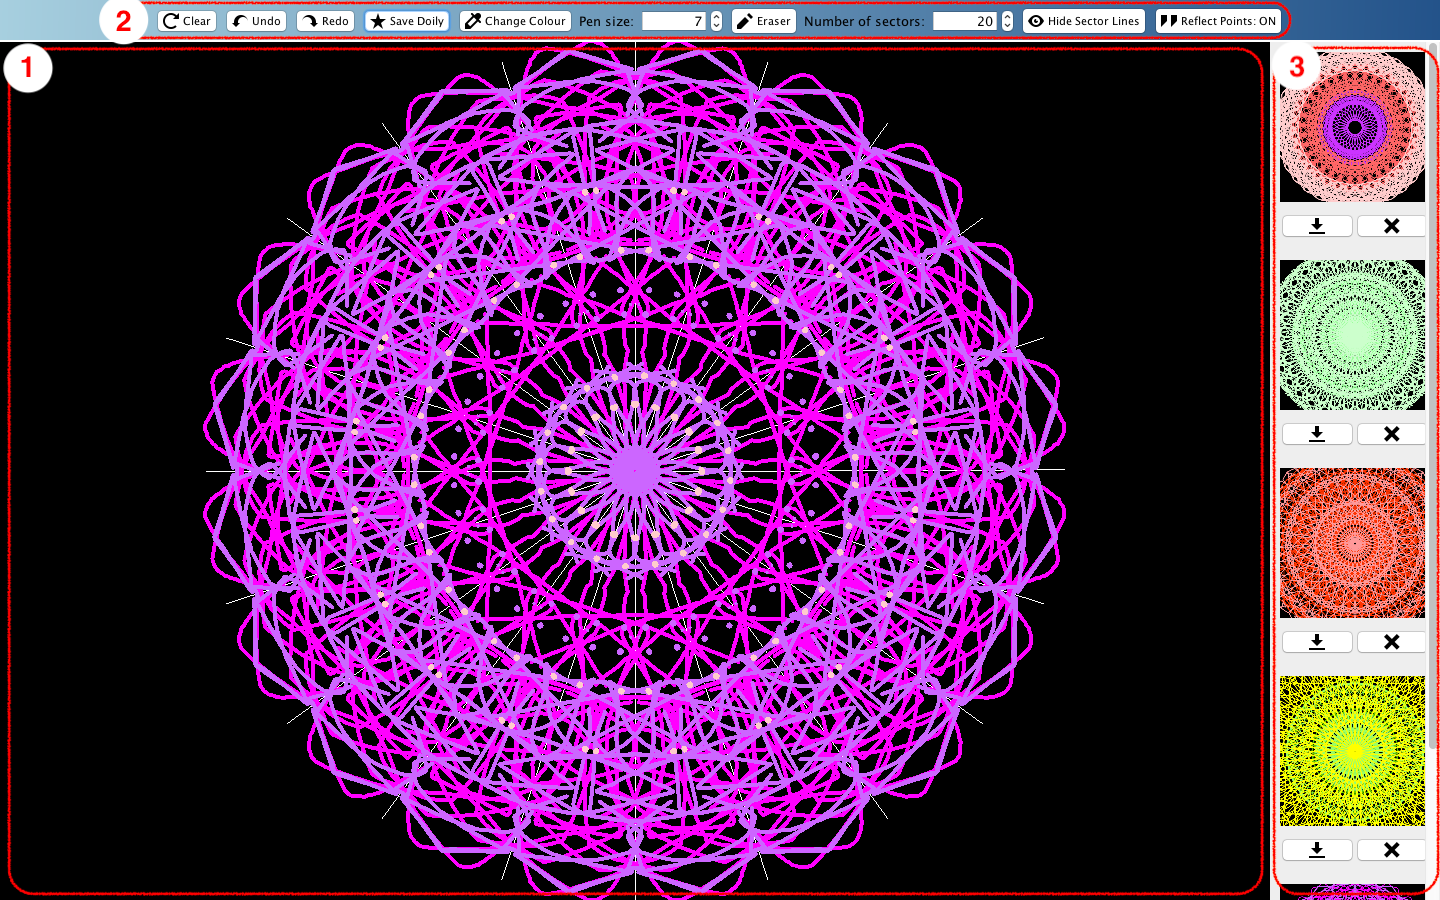 2 Clear Undo Redo Save Doily Change Colour Pen size: 7 Eraser Number of sectors: 20 Hide Sector Lines Reflect Points: ON
1
3